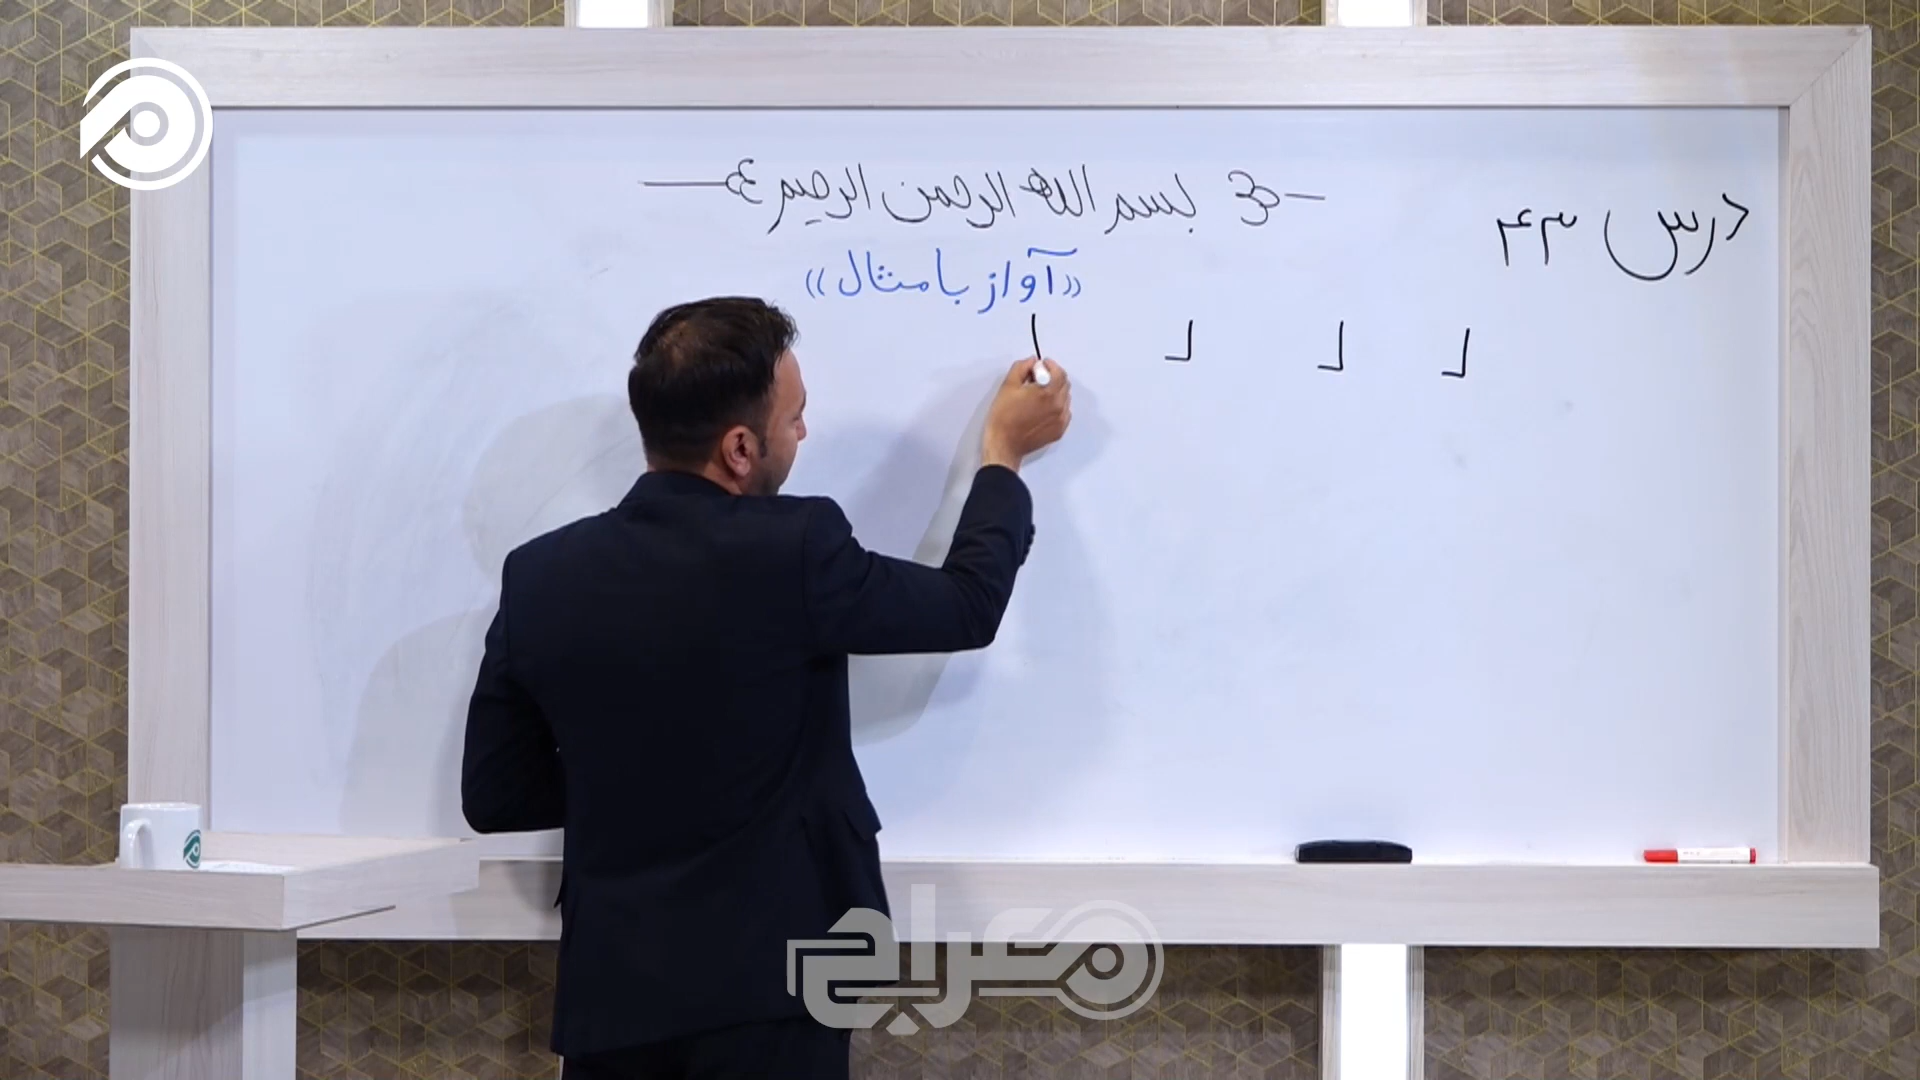 بسم الله الرحمن الرحیم
درس ۴۳
«آواز با مثال»
معراج